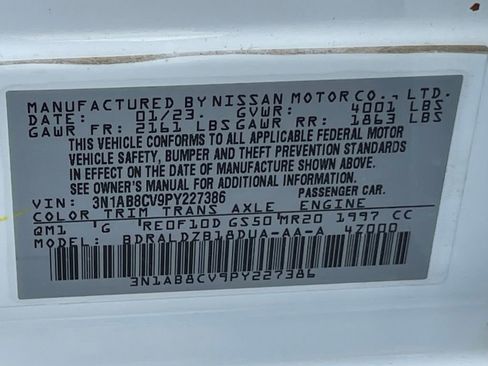 MANUFACTURED BY NISSAN MOTOR CO., LTD.
DATE: 01/23. GVWR: 4001 LBS
GAWR FR: 2161 LBS GAWR RR: 1863 LBS
THIS VEHICLE CONFORMS TO ALL APPLICABLE FEDERAL MOTOR
VEHICLE SAFETY, BUMPER AND THEFT PREVENTION STANDARDS
IN EFFECT ON THE DATE OF MANUFACTURE SHOWN ABOVE.
SEE OWNER'S MANUAL FOR ADDITIONAL INFORMATION.
VIN: 3N1AB8CV9PY227386 PASSENGER CAR.
COLOR TRIM TRANS AXLE ENGINE
QM1 G RE0F10D GS50 MR20 1997 CC
MODEL: BDRALDZB18DUA-AA-A 4Z000
3N1AB8CV9PY227386